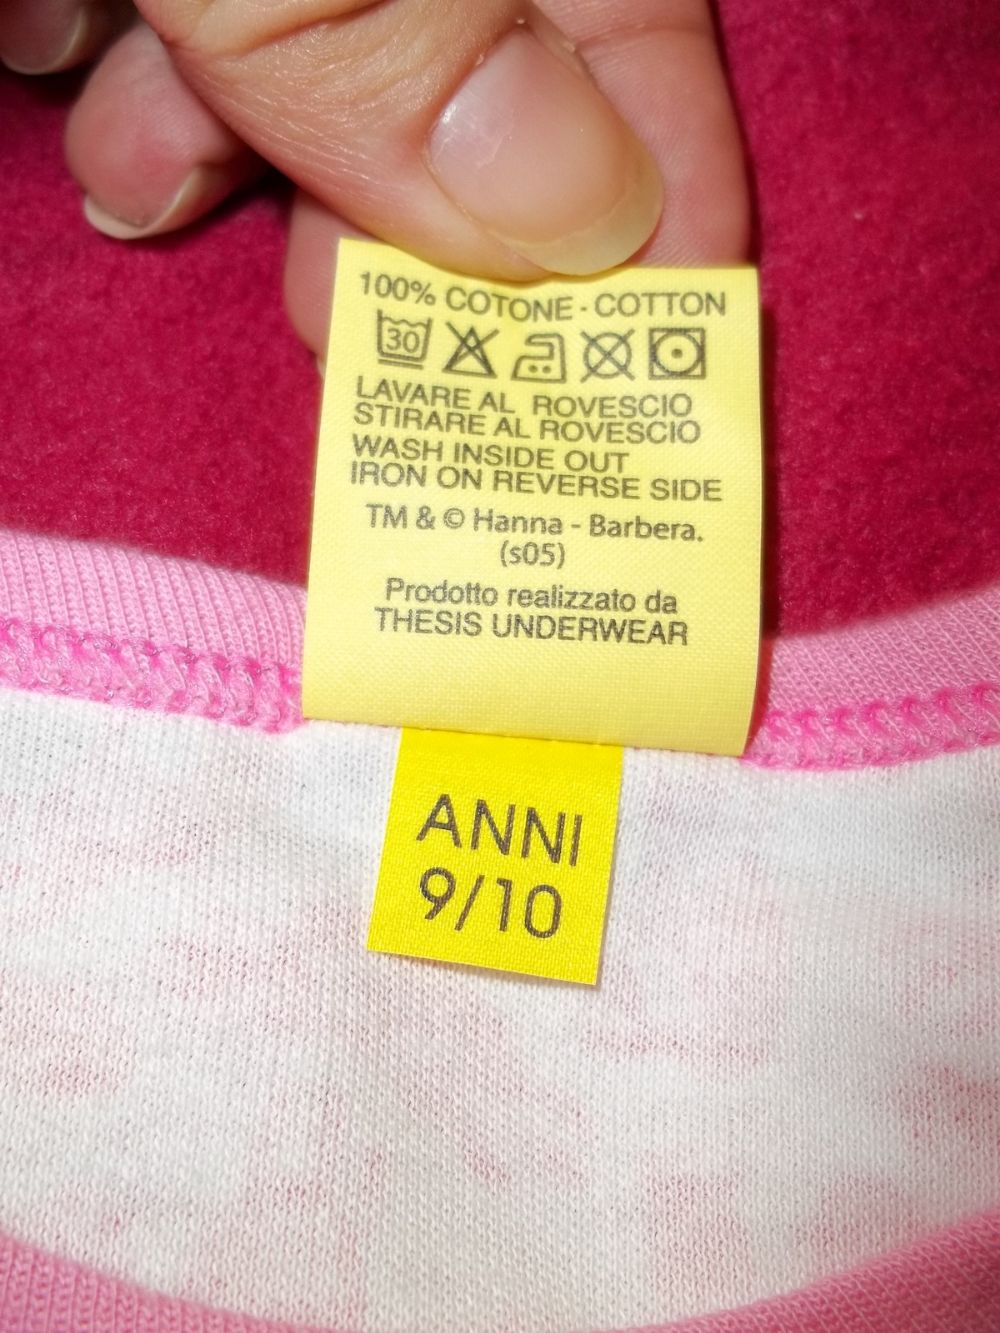 100% COTONE - COTTON
30
LAVARE AL ROVESCIO
STIRARE AL ROVESCIO
WASH INSIDE OUT
IRON ON REVERSE SIDE
TM & © Hanna - Barbera.
(s05)
Prodotto realizzato da
THESIS UNDERWEAR
ANNI
9/10